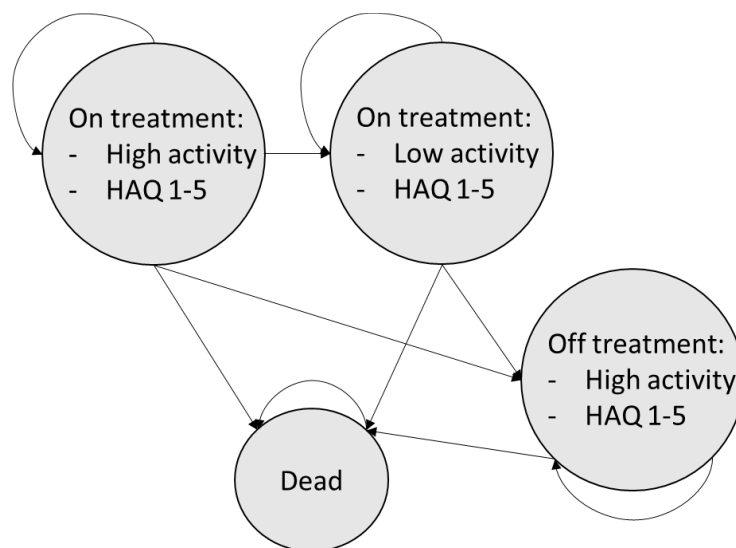 On treatment:
- High activity
- HAQ 1-5
On treatment:
- Low activity
- HAQ 1-5
Off treatment:
- High activity
- HAQ 1-5
Dead